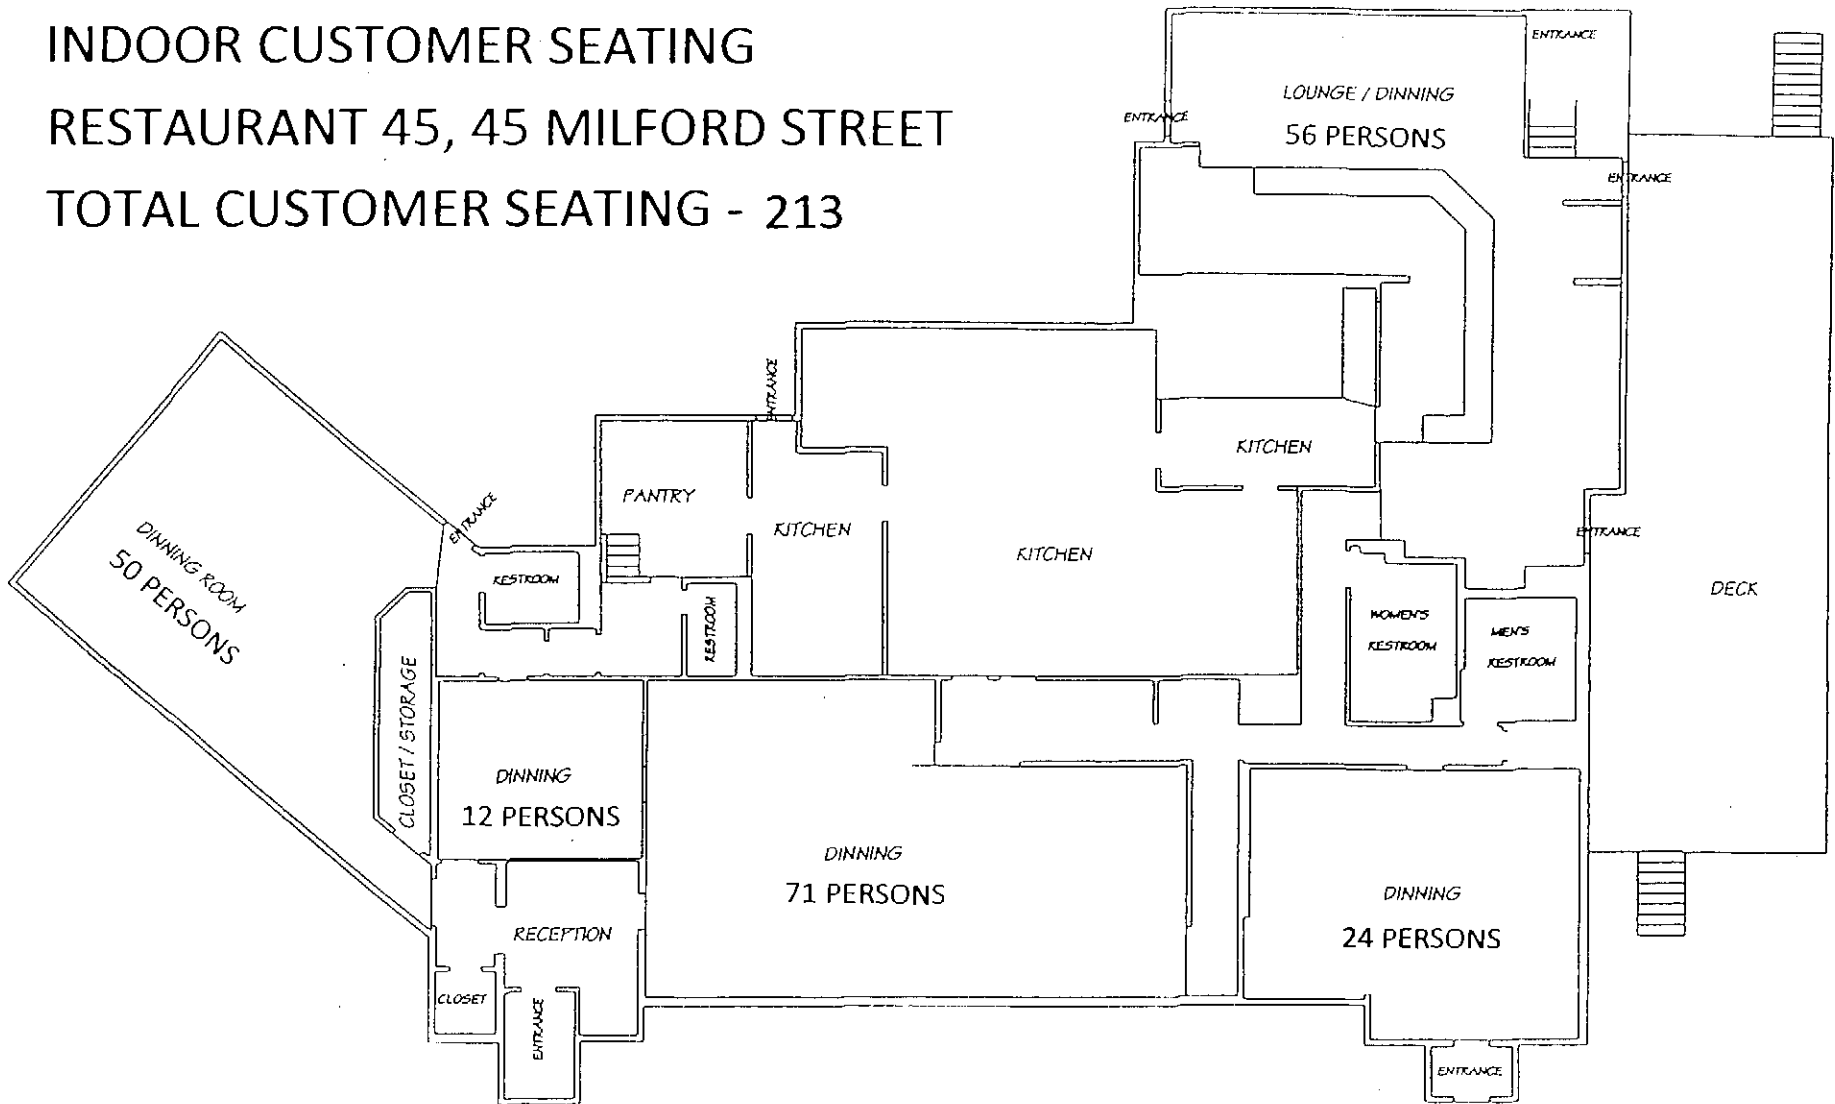 INDOOR CUSTOMER SEATING
RESTAURANT 45, 45 MILFORD STREET
TOTAL CUSTOMER SEATING - 213
ENTRANCE
LOUNGE / DINNING
56 PERSONS
ENTRANCE
ENTRANCE
ENTRANCE
KITCHEN
PANTRY
ENTRANCE
KITCHEN
KITCHEN
ENTRANCE
DINNING ROOM
50 PERSONS
RESTROOM
RESTROOM
WOMEN'S
RESTROOM
MEN'S
RESTROOM
DECK
CLOSET / STORAGE
DINNING
12 PERSONS
DINNING
71 PERSONS
DINNING
24 PERSONS
RECEPTION
CLOSET
ENTRANCE
ENTRANCE